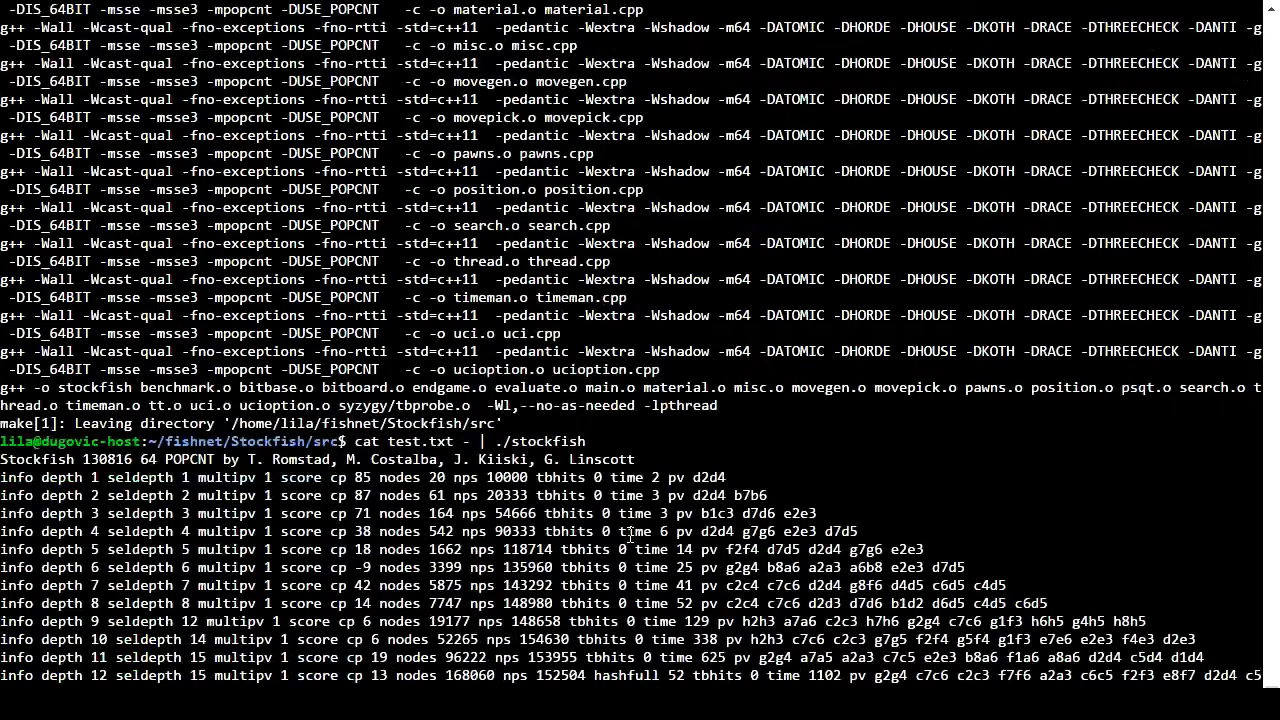 -DIS_64BIT -msse -msse3 -mpopcnt -DUSE_POPCNT   -c -o material.o material.cpp
g++ -Wall -Wcast-qual -fno-exceptions -fno-rtti -std=c++11  -pedantic -Wextra -Wshadow -m64 -DATOMIC -DHORDE -DHOUSE -DKOTH -DRACE -DTHREECHECK -DANTI -g
 -DIS_64BIT -msse -msse3 -mpopcnt -DUSE_POPCNT   -c -o misc.o misc.cpp
g++ -Wall -Wcast-qual -fno-exceptions -fno-rtti -std=c++11  -pedantic -Wextra -Wshadow -m64 -DATOMIC -DHORDE -DHOUSE -DKOTH -DRACE -DTHREECHECK -DANTI -g
 -DIS_64BIT -msse -msse3 -mpopcnt -DUSE_POPCNT   -c -o movegen.o movegen.cpp
g++ -Wall -Wcast-qual -fno-exceptions -fno-rtti -std=c++11  -pedantic -Wextra -Wshadow -m64 -DATOMIC -DHORDE -DHOUSE -DKOTH -DRACE -DTHREECHECK -DANTI -g
 -DIS_64BIT -msse -msse3 -mpopcnt -DUSE_POPCNT   -c -o movepick.o movepick.cpp
g++ -Wall -Wcast-qual -fno-exceptions -fno-rtti -std=c++11  -pedantic -Wextra -Wshadow -m64 -DATOMIC -DHORDE -DHOUSE -DKOTH -DRACE -DTHREECHECK -DANTI -g
 -DIS_64BIT -msse -msse3 -mpopcnt -DUSE_POPCNT   -c -o pawns.o pawns.cpp
g++ -Wall -Wcast-qual -fno-exceptions -fno-rtti -std=c++11  -pedantic -Wextra -Wshadow -m64 -DATOMIC -DHORDE -DHOUSE -DKOTH -DRACE -DTHREECHECK -DANTI -g
 -DIS_64BIT -msse -msse3 -mpopcnt -DUSE_POPCNT   -c -o position.o position.cpp
g++ -Wall -Wcast-qual -fno-exceptions -fno-rtti -std=c++11  -pedantic -Wextra -Wshadow -m64 -DATOMIC -DHORDE -DHOUSE -DKOTH -DRACE -DTHREECHECK -DANTI -g
 -DIS_64BIT -msse -msse3 -mpopcnt -DUSE_POPCNT   -c -o search.o search.cpp
g++ -Wall -Wcast-qual -fno-exceptions -fno-rtti -std=c++11  -pedantic -Wextra -Wshadow -m64 -DATOMIC -DHORDE -DHOUSE -DKOTH -DRACE -DTHREECHECK -DANTI -g
 -DIS_64BIT -msse -msse3 -mpopcnt -DUSE_POPCNT   -c -o thread.o thread.cpp
g++ -Wall -Wcast-qual -fno-exceptions -fno-rtti -std=c++11  -pedantic -Wextra -Wshadow -m64 -DATOMIC -DHORDE -DHOUSE -DKOTH -DRACE -DTHREECHECK -DANTI -g
 -DIS_64BIT -msse -msse3 -mpopcnt -DUSE_POPCNT   -c -o timeman.o timeman.cpp
g++ -Wall -Wcast-qual -fno-exceptions -fno-rtti -std=c++11  -pedantic -Wextra -Wshadow -m64 -DATOMIC -DHORDE -DHOUSE -DKOTH -DRACE -DTHREECHECK -DANTI -g
 -DIS_64BIT -msse -msse3 -mpopcnt -DUSE_POPCNT   -c -o uci.o uci.cpp
g++ -Wall -Wcast-qual -fno-exceptions -fno-rtti -std=c++11  -pedantic -Wextra -Wshadow -m64 -DATOMIC -DHORDE -DHOUSE -DKOTH -DRACE -DTHREECHECK -DANTI -g
 -DIS_64BIT -msse -msse3 -mpopcnt -DUSE_POPCNT   -c -o ucioption.o ucioption.cpp
g++ -o stockfish benchmark.o bitbase.o bitboard.o endgame.o evaluate.o main.o material.o misc.o movegen.o movepick.o pawns.o position.o psqt.o search.o t
hread.o timeman.o tt.o uci.o ucioption.o syzygy/tbprobe.o  -Wl,--no-as-needed -lpthread
make[1]: Leaving directory '/home/lila/fishnet/Stockfish/src'
lila@dugovic-host:~/fishnet/Stockfish/src$ cat test.txt - | ./stockfish
Stockfish 130816 64 POPCNT by T. Romstad, M. Costalba, J. Kiiski, G. Linscott
info depth 1 seldepth 1 multipv 1 score cp 85 nodes 20 nps 10000 tbhits 0 time 2 pv d2d4
info depth 2 seldepth 2 multipv 1 score cp 87 nodes 61 nps 20333 tbhits 0 time 3 pv d2d4 b7b6
info depth 3 seldepth 3 multipv 1 score cp 71 nodes 164 nps 54666 tbhits 0 time 3 pv b1c3 d7d6 e2e3
info depth 4 seldepth 4 multipv 1 score cp 38 nodes 542 nps 90333 tbhits 0 time 6 pv d2d4 g7g6 e2e3 d7d5
info depth 5 seldepth 5 multipv 1 score cp 18 nodes 1662 nps 118714 tbhits 0 time 14 pv f2f4 d7d5 d2d4 g7g6 e2e3
info depth 6 seldepth 6 multipv 1 score cp -9 nodes 3399 nps 135960 tbhits 0 time 25 pv g2g4 b8a6 a2a3 a6b8 e2e3 d7d5
info depth 7 seldepth 7 multipv 1 score cp 42 nodes 5875 nps 143292 tbhits 0 time 41 pv c2c4 c7c6 d2d4 g8f6 d4d5 c6d5 c4d5
info depth 8 seldepth 8 multipv 1 score cp 14 nodes 7747 nps 148980 tbhits 0 time 52 pv c2c4 c7c6 d2d3 d7d6 b1d2 d6d5 c4d5 c6d5
info depth 9 seldepth 12 multipv 1 score cp 6 nodes 19177 nps 148658 tbhits 0 time 129 pv h2h3 a7a6 c2c3 h7h6 g2g4 c7c6 g1f3 h6h5 g4h5 h8h5
info depth 10 seldepth 14 multipv 1 score cp 6 nodes 52265 nps 154630 tbhits 0 time 338 pv h2h3 c7c6 c2c3 g7g5 f2f4 g5f4 g1f3 e7e6 e2e3 f4e3 d2e3
info depth 11 seldepth 15 multipv 1 score cp 19 nodes 96222 nps 153955 tbhits 0 time 625 pv g2g4 a7a5 a2a3 c7c5 e2e3 b8a6 f1a6 a8a6 d2d4 c5d4 d1d4
info depth 12 seldepth 15 multipv 1 score cp 13 nodes 168060 nps 152504 hashfull 52 tbhits 0 time 1102 pv g2g4 c7c6 c2c3 f7f6 a2a3 c6c5 f2f3 e8f7 d2d4 c5